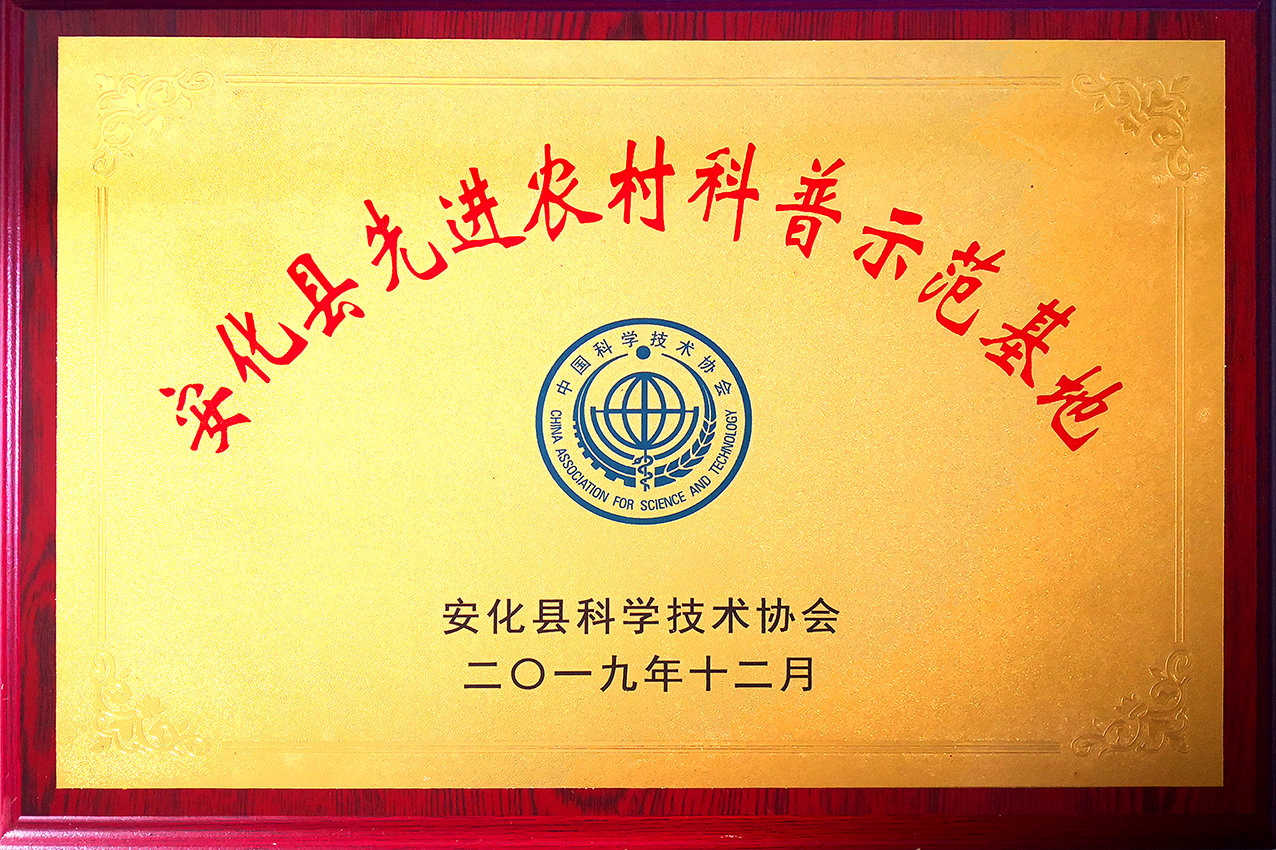 安化县先进农村科普示范基地
中国科学技术协会
CHINA ASSOCIATION FOR SCIENCE AND TECHNOLOGY
安化县科学技术协会
二〇一九年十二月